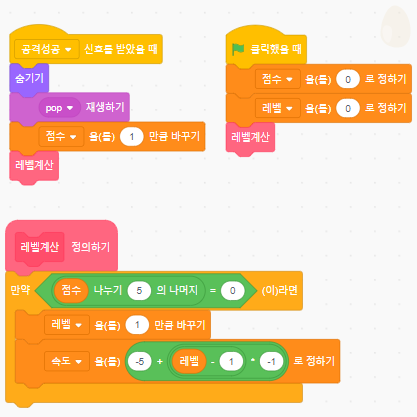 공격성공 신호를 받았을 때
숨기기
pop 재생하기
점수 을(를) 1 만큼 바꾸기
레벨계산
클릭했을 때
점수 을(를) 0 로 정하기
레벨 을(를) 0 로 정하기
레벨계산
레벨계산 정의하기
만약 점수 나누기 5 의 나머지 = 0 (이)라면
레벨 을(를) 1 만큼 바꾸기
속도 을(를) -5 + 레벨 - 1 * -1 로 정하기